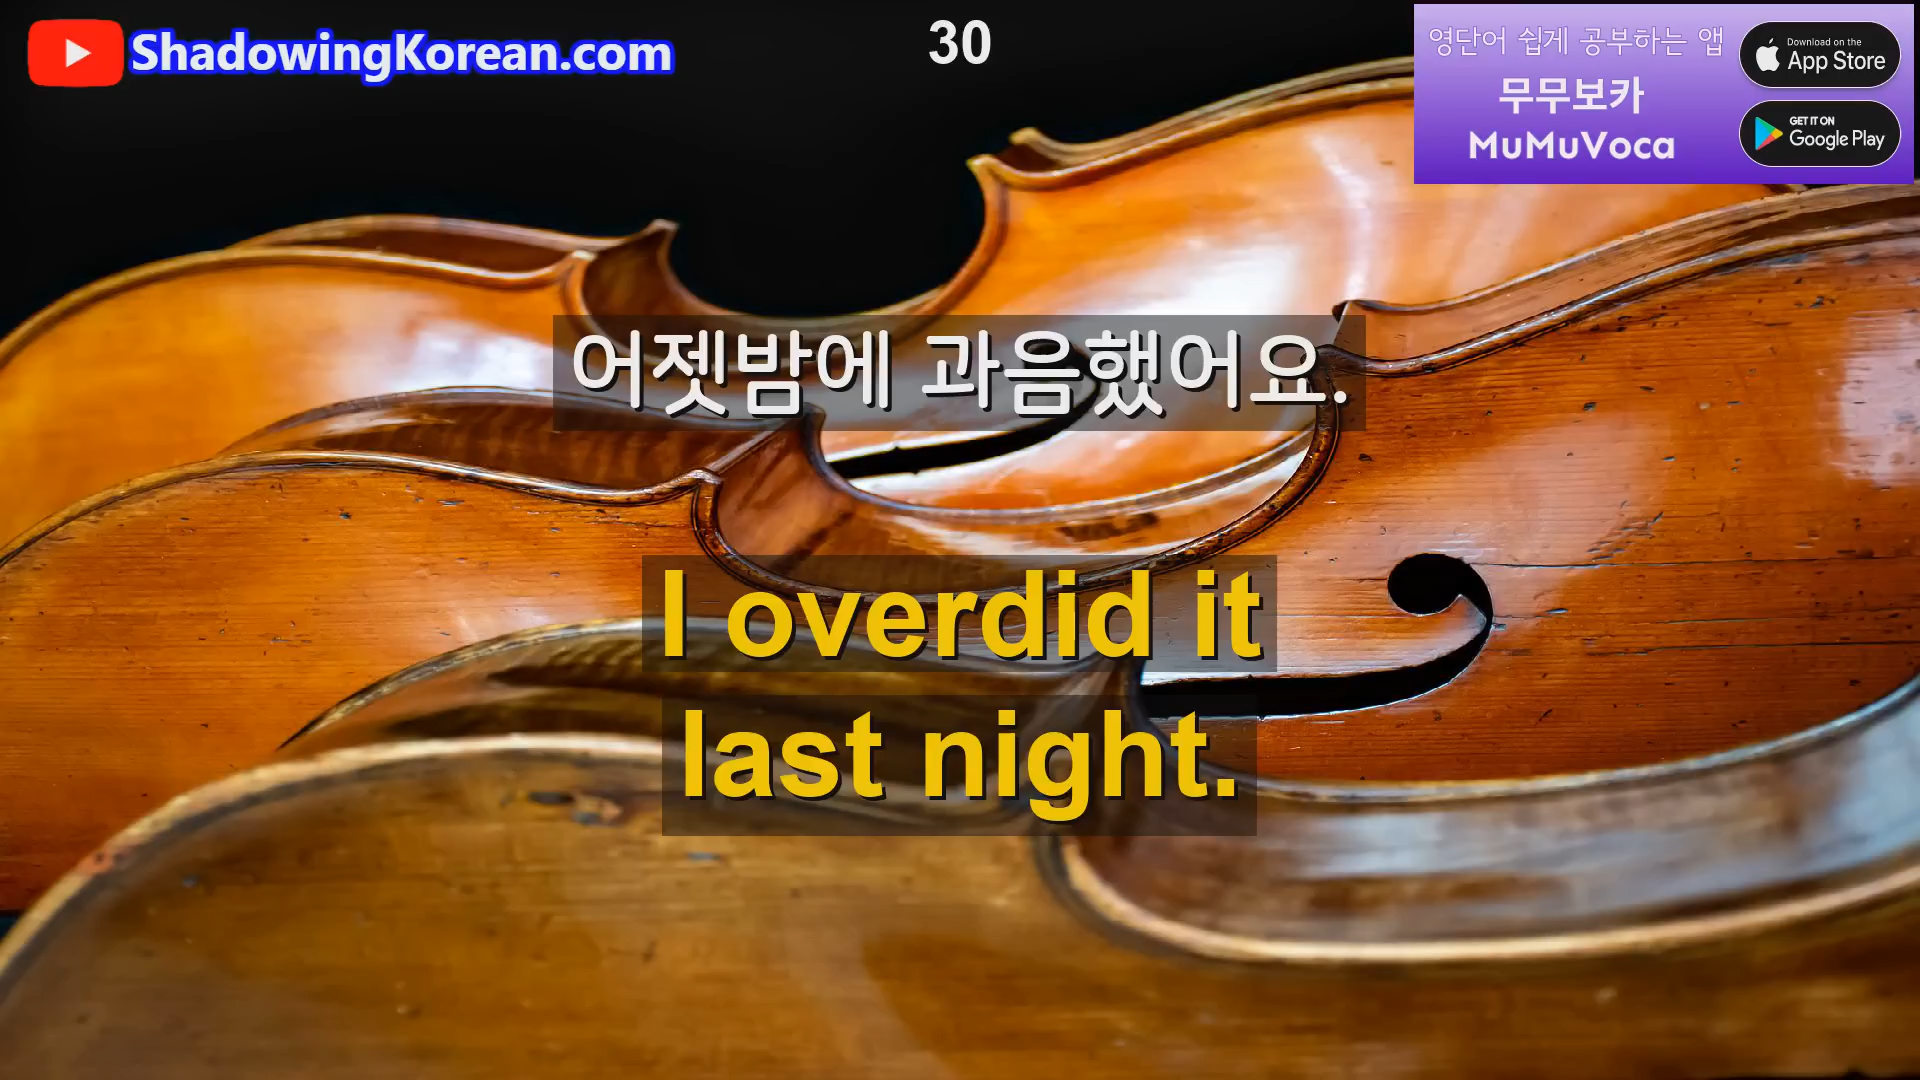 ShadowingKorean.com
30
영단어 쉽게 공부하는 앱
무무보카
MuMuVoca
Download on the
App Store
GET IT ON
Google Play
어젯밤에 과음했어요.
I overdid it
last night.